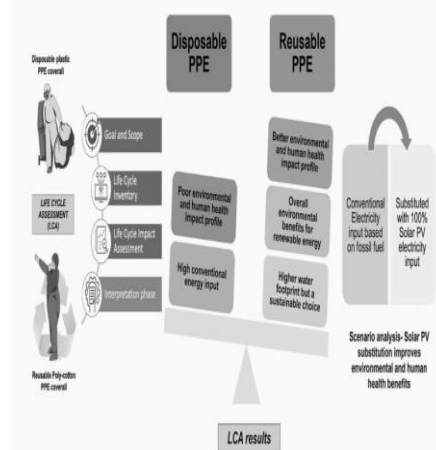 Disposable plastic
PPE coverall
LIFE CYCLE
ASSESSMENT
(LCA)
Reusable Poly-cotton
PPE coverall
Goal and Scope
Life Cycle
Inventory
Life Cycle Impact
Assessment
Interpretation phase
Disposable
PPE
Poor environmental
and human health
impact profile
High conventional
energy input
Reusable
PPE
Better environmental
and human health
impact profile
Overall
environmental
benefits for
renewable energy
Higher water
footprint but a
sustainable choice
LCA results
Conventional
Electricity
input based
on fossil fuel
Substituted
with 100%
Solar PV
electricity
input
Scenario analysis- Solar PV
substitution improves
environmental and human
health benefits